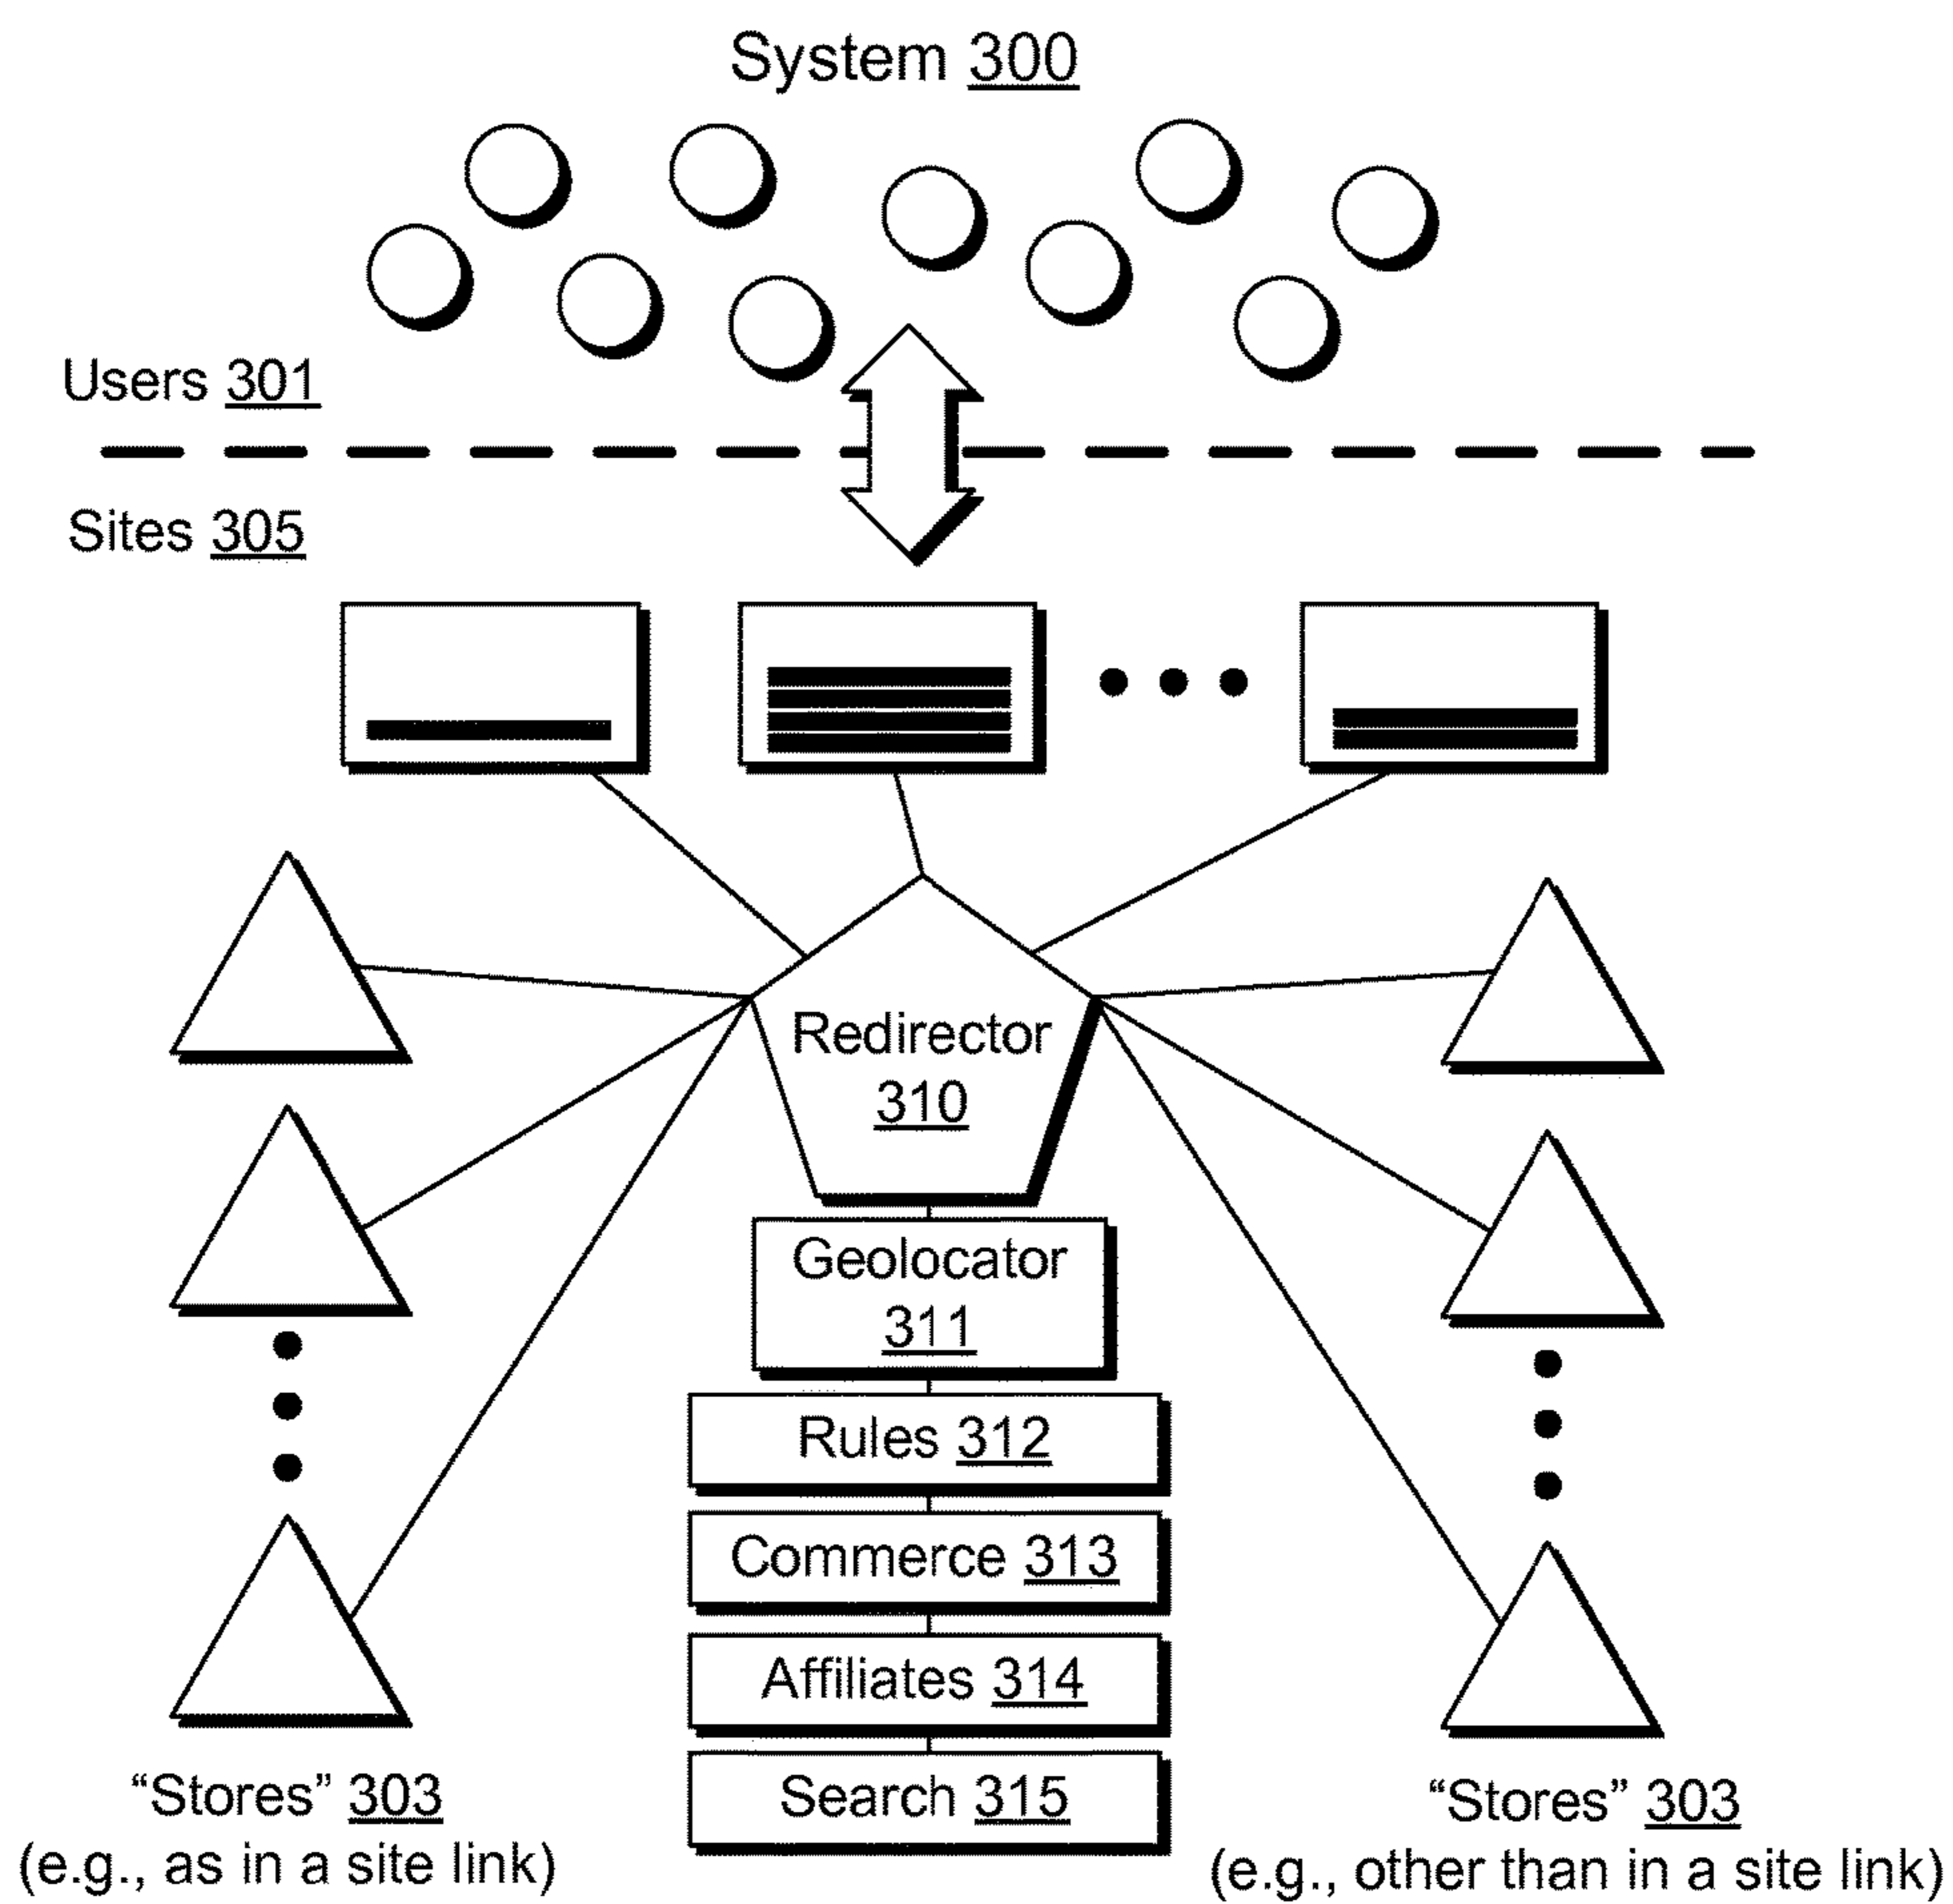 System 300
Users 301
Sites 305
Redirector
310
Geolocator
311
Rules 312
Commerce 313
Affiliates 314
Search 315
“Stores” 303
(e.g., as in a site link)
“Stores” 303
(e.g., other than in a site link)